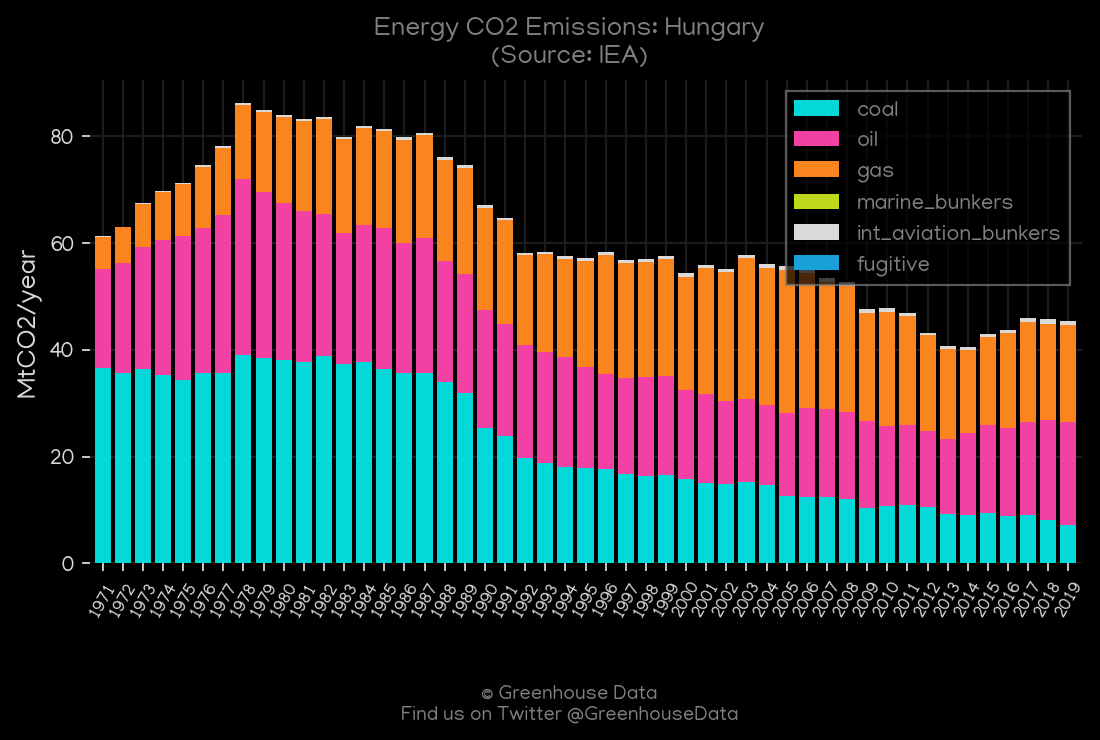 Energy CO2 Emissions: Hungary
(Source: IEA)
coal
oil
gas
marine_bunkers
int_aviation_bunkers
fugitive
MtCO2/year
80
60
40
20
0
1971 1972 1973 1974 1975 1976 1977 1978 1979 1980 1981 1982 1983 1984 1985 1986 1987 1988 1989 1990 1991 1992 1993 1994 1995 1996 1997 1998 1999 2000 2001 2002 2003 2004 2005 2006 2007 2008 2009 2010 2011 2012 2013 2014 2015 2016 2017 2018 2019
© Greenhouse Data
Find us on Twitter @GreenhouseData